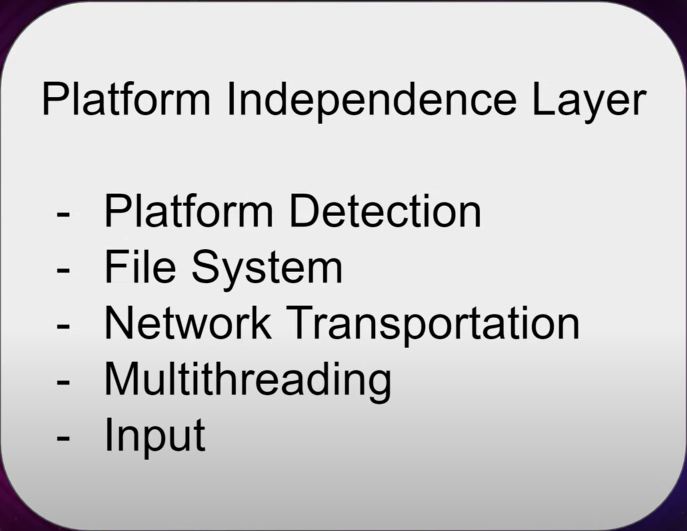 Platform Independence Layer
- Platform Detection
- File System
- Network Transportation
- Multithreading
- Input